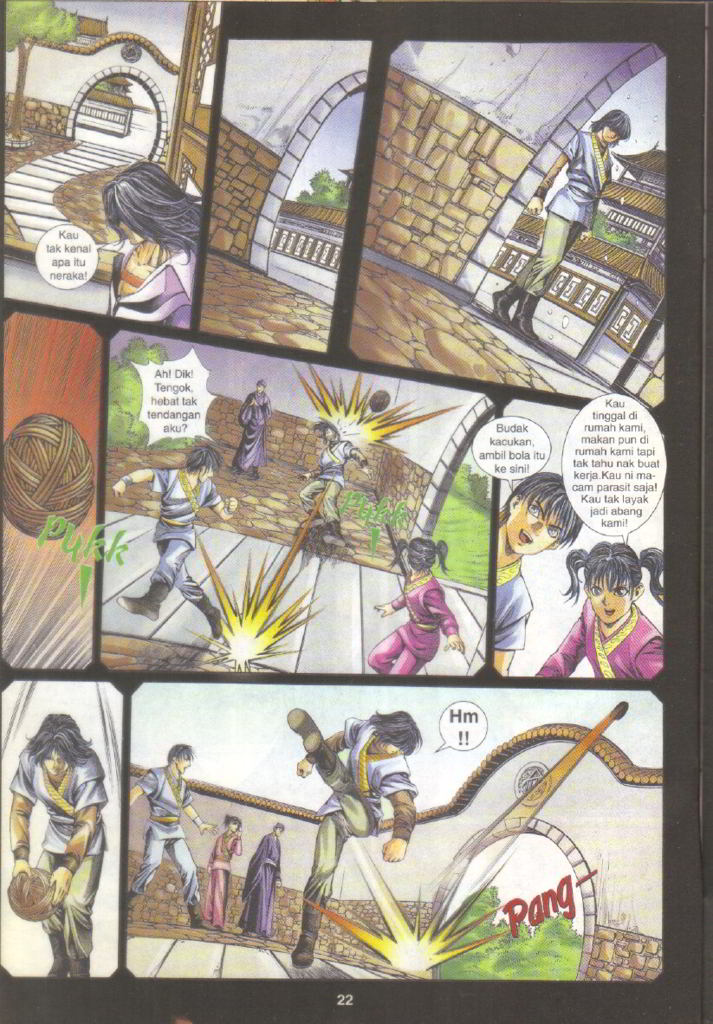 Kau
tak kenal
apa itu
neraka!
Ah! Dik!
Tengok,
hebat tak
tendangan
aku?
Pukk
!
Pukk
!
Budak
kacukan,
ambil bola itu
ke sini!
Kau
tinggal di
rumah kami,
makan pun di
rumah kami tapi
tak tahu nak buat
kerja.Kau ni ma-
cam parasit saja!
Kau tak layak
jadi abang
kami!
Hm
!!
Pang
22